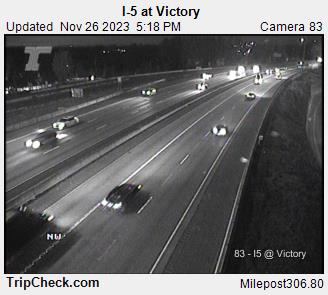 I-5 at Victory
Updated Nov 26 2023 5:18 PM Camera 83
NW
83 - I5 @ Victory
TripCheck.com Milepost306.80